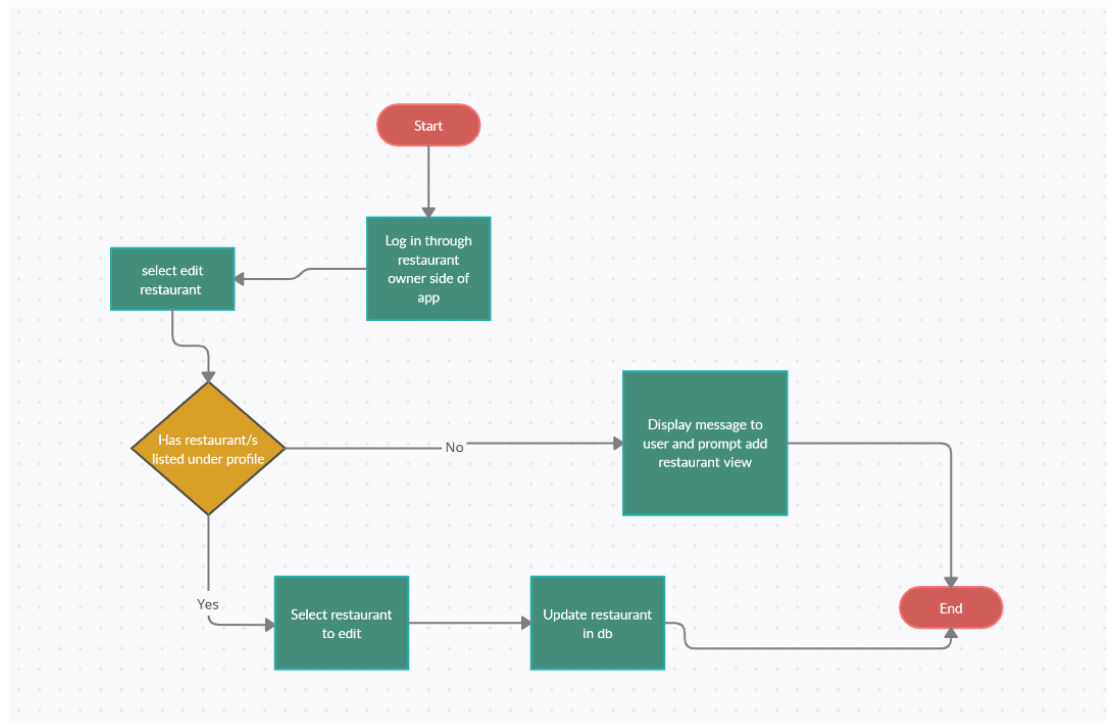 Start
Log in through
restaurant
owner side of
app
select edit
restaurant
Has restaurant/s
listed under profile
No
Display message to
user and prompt add
restaurant view
Yes
Select restaurant
to edit
Update restaurant
in db
End